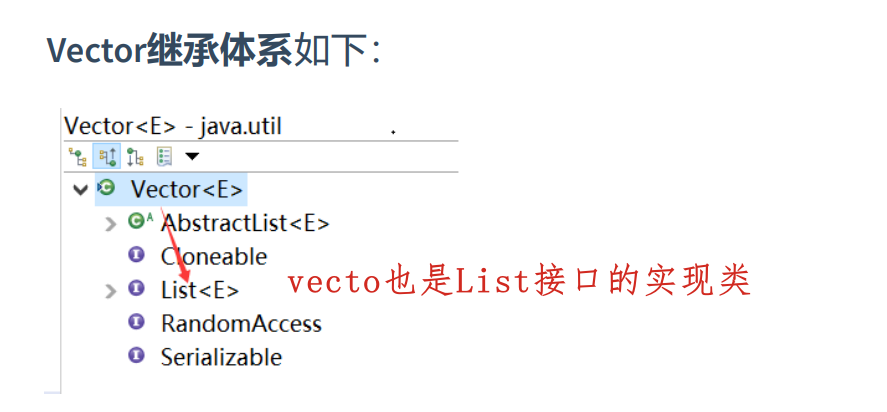 Vector继承体系如下：
Vector<E> - java.util
Vector<E>
AbstractList<E>
Cloneable
List<E>
vecto也是List接口的实现类
RandomAccess
Serializable